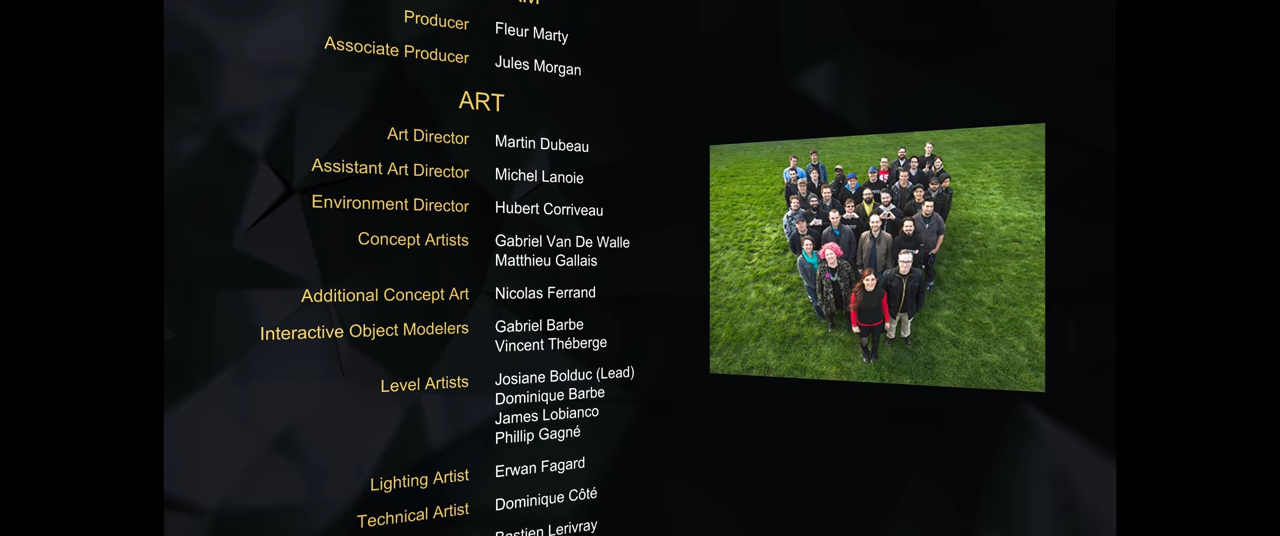 Producer Fleur Marty
Associate Producer Jules Morgan
ART
Art Director Martin Dubeau
Assistant Art Director Michel Lanoie
Environment Director Hubert Corriveau
Concept Artists Gabriel Van De Walle
Matthieu Gallais
Additional Concept Art Nicolas Ferrand
Interactive Object Modelers Gabriel Barbe
Vincent Théberge
Level Artists Josiane Bolduc (Lead)
Dominique Barbe
James Lobianco
Phillip Gagné
Lighting Artist Erwan Fagard
Technical Artist Dominique Côté
Bastien Lerivray